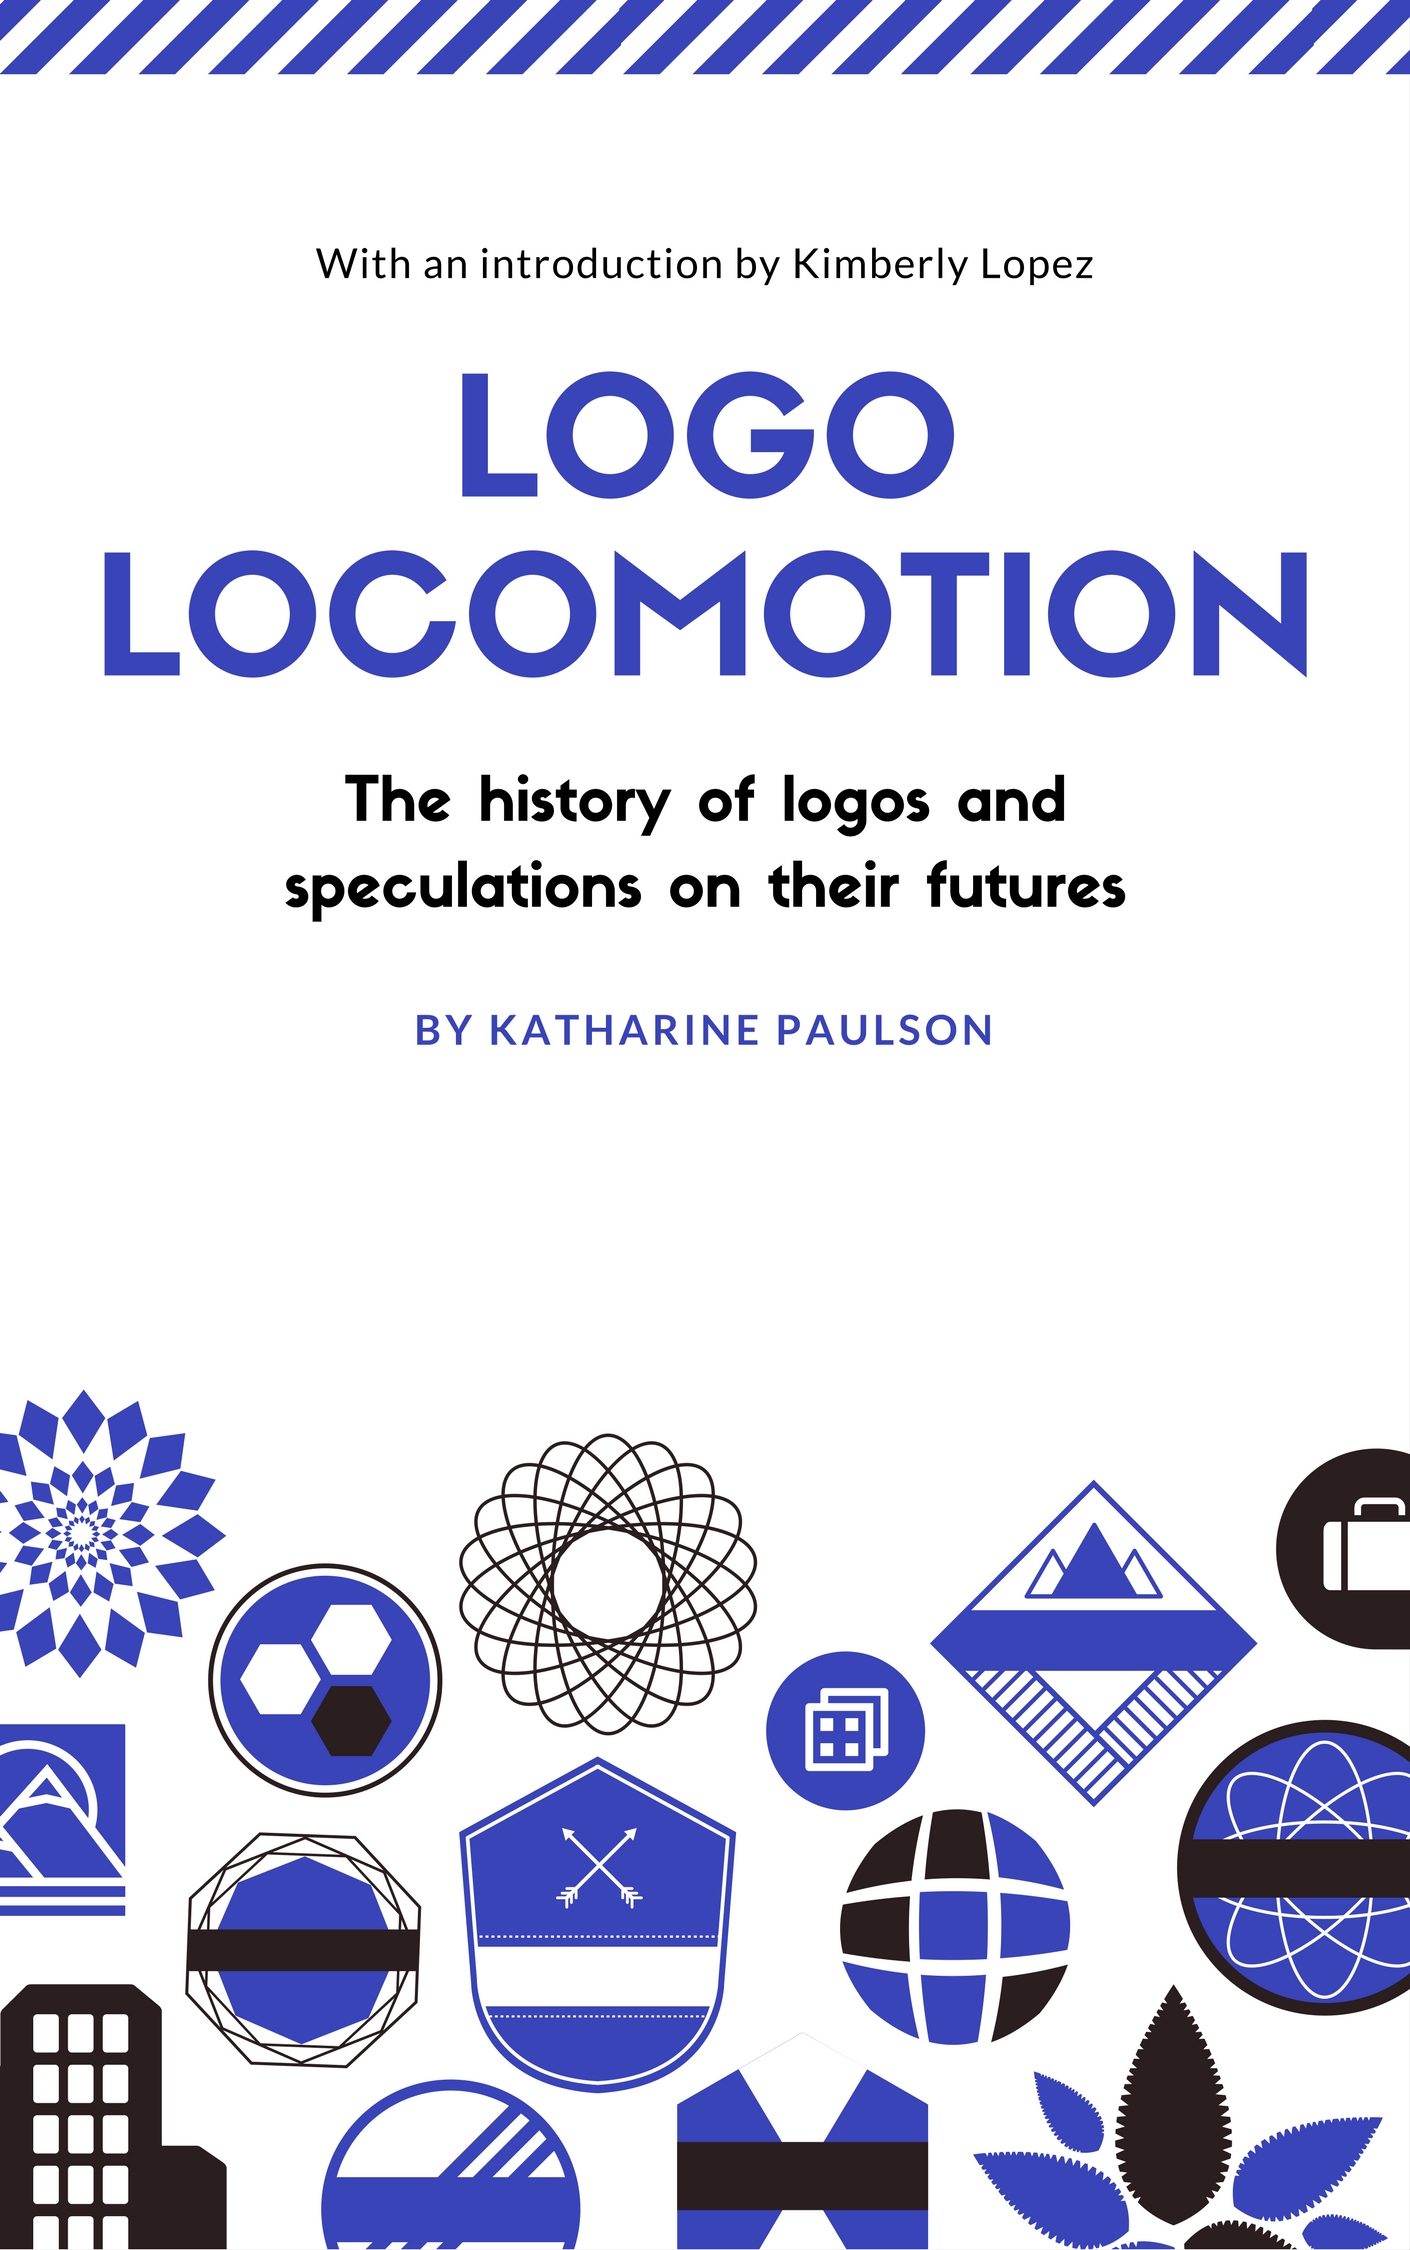 With an introduction by Kimberly Lopez
LOGO
LOCOMOTION
The history of logos and
speculations on their futures
BY KATHARINE PAULSON